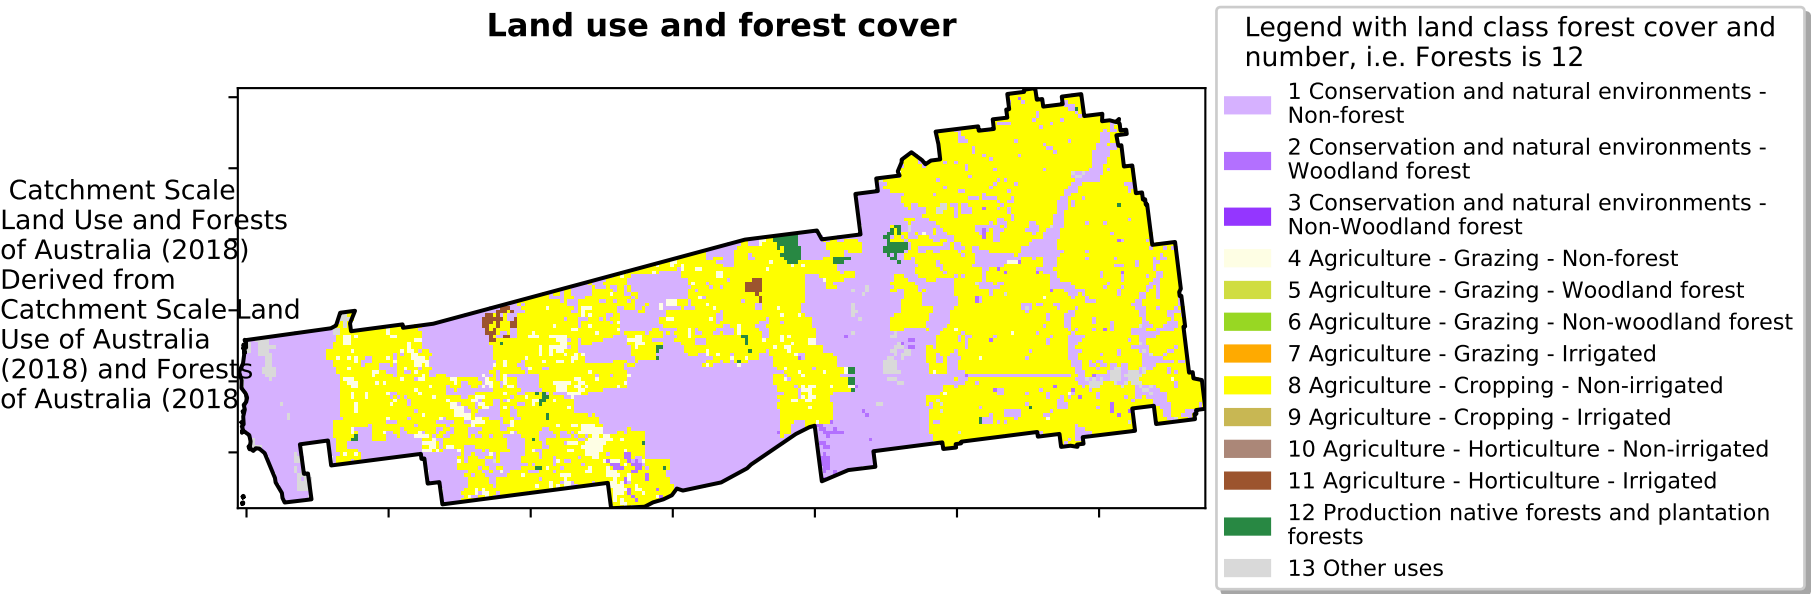 Land use and forest cover
Catchment Scale
Land Use and Forests
of Australia (2018)
Derived from
Catchment Scale Land
Use of Australia
(2018) and Forests
of Australia (2018)
Legend with land class forest cover and
number, i.e. Forests is 12
1 Conservation and natural environments -
Non-forest
2 Conservation and natural environments -
Woodland forest
3 Conservation and natural environments -
Non-Woodland forest
4 Agriculture - Grazing - Non-forest
5 Agriculture - Grazing - Woodland forest
6 Agriculture - Grazing - Non-woodland forest
7 Agriculture - Grazing - Irrigated
8 Agriculture - Cropping - Non-irrigated
9 Agriculture - Cropping - Irrigated
10 Agriculture - Horticulture - Non-irrigated
11 Agriculture - Horticulture - Irrigated
12 Production native forests and plantation
forests
13 Other uses